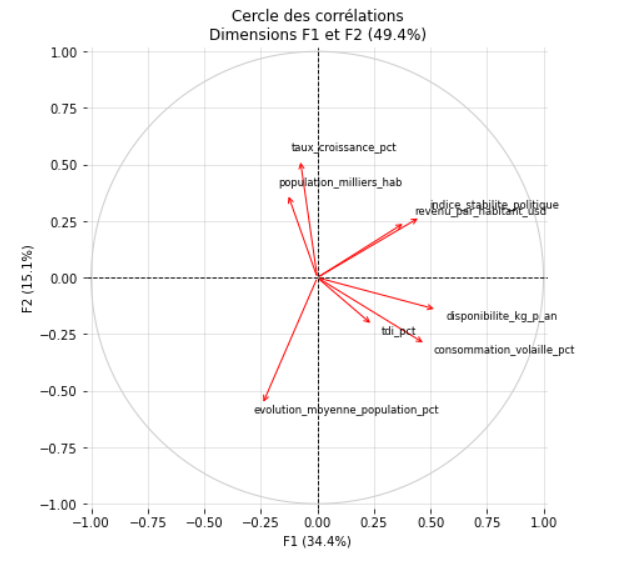 Cercle des corrélations
Dimensions F1 et F2 (49.4%)
1.00
0.75
taux_croissance_pct
0.50
population_milliers_hab
indice_stabilite_politique
revenu_par_habitant_usd
0.25
F2 (15.1%)
0.00
disponibilite_kg_p_an
tdi_pct
−0.25
consommation_volaille_pct
−0.50
evolution_moyenne_population_pct
−0.75
−1.00
−1.00 −0.75 −0.50 −0.25 0.00 0.25 0.50 0.75 1.00
F1 (34.4%)